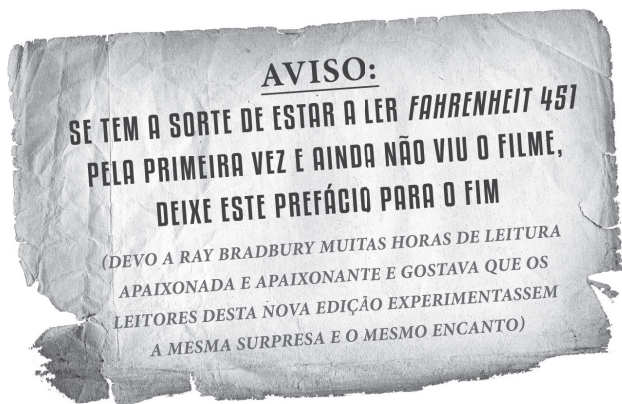 AVISO:
SE TEM A SORTE DE ESTAR A LER FAHRENHEIT 451
PELA PRIMEIRA VEZ E AINDA NÃO VIU O FILME,
DEIXE ESTE PREFÁCIO PARA O FIM
(DEVO A RAY BRADBURY MUITAS HORAS DE LEITURA
APAIXONADA E APAIXONANTE E GOSTAVA QUE OS
LEITORES DESTA NOVA EDIÇÃO EXPERIMENTASSEM
A MESMA SURPRESA E O MESMO ENCANTO)